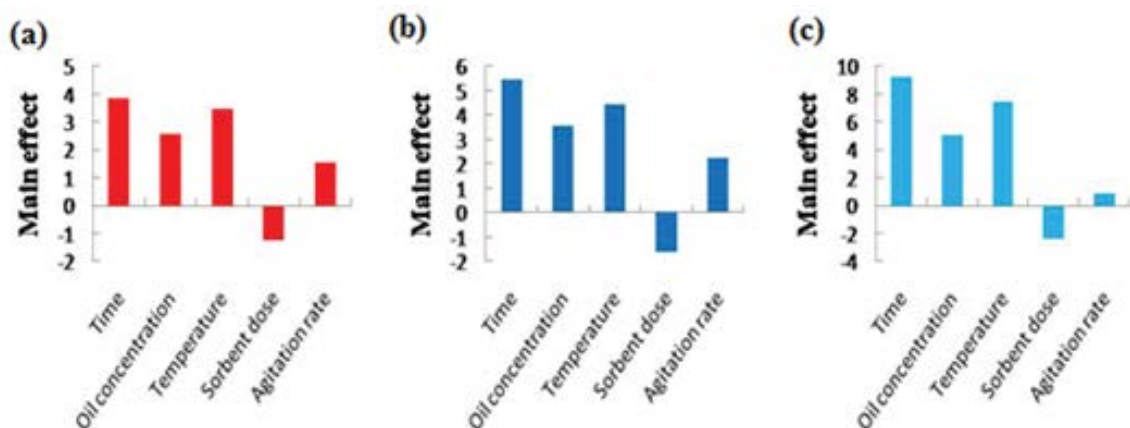 (a)
Main effect
5
4
3
2
1
0
-1
-2
Time
Oil concentration
Temperature
Sorbent dose
Agitation rate
(b)
Main effect
6
5
4
3
2
1
0
-1
-2
Time
Oil concentration
Temperature
Sorbent dose
Agitation rate
(c)
Main effect
10
8
6
4
2
0
-2
-4
Time
Oil concentration
Temperature
Sorbent dose
Agitation rate